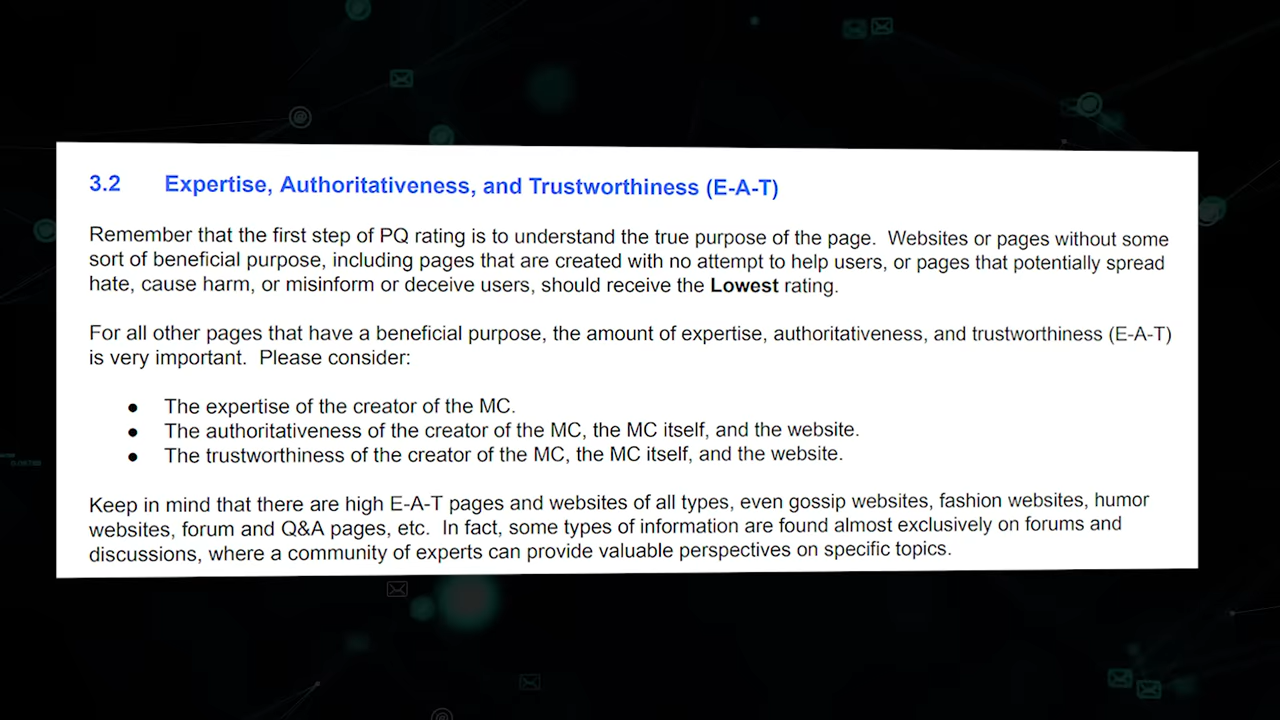 3.2 Expertise, Authoritativeness, and Trustworthiness (E-A-T)
Remember that the first step of PQ rating is to understand the true purpose of the page. Websites or pages without some
sort of beneficial purpose, including pages that are created with no attempt to help users, or pages that potentially spread
hate, cause harm, or misinform or deceive users, should receive the Lowest rating.
For all other pages that have a beneficial purpose, the amount of expertise, authoritativeness, and trustworthiness (E-A-T)
is very important. Please consider:
● The expertise of the creator of the MC.
● The authoritativeness of the creator of the MC, the MC itself, and the website.
● The trustworthiness of the creator of the MC, the MC itself, and the website.
Keep in mind that there are high E-A-T pages and websites of all types, even gossip websites, fashion websites, humor
websites, forum and Q&A pages, etc. In fact, some types of information are found almost exclusively on forums and
discussions, where a community of experts can provide valuable perspectives on specific topics.